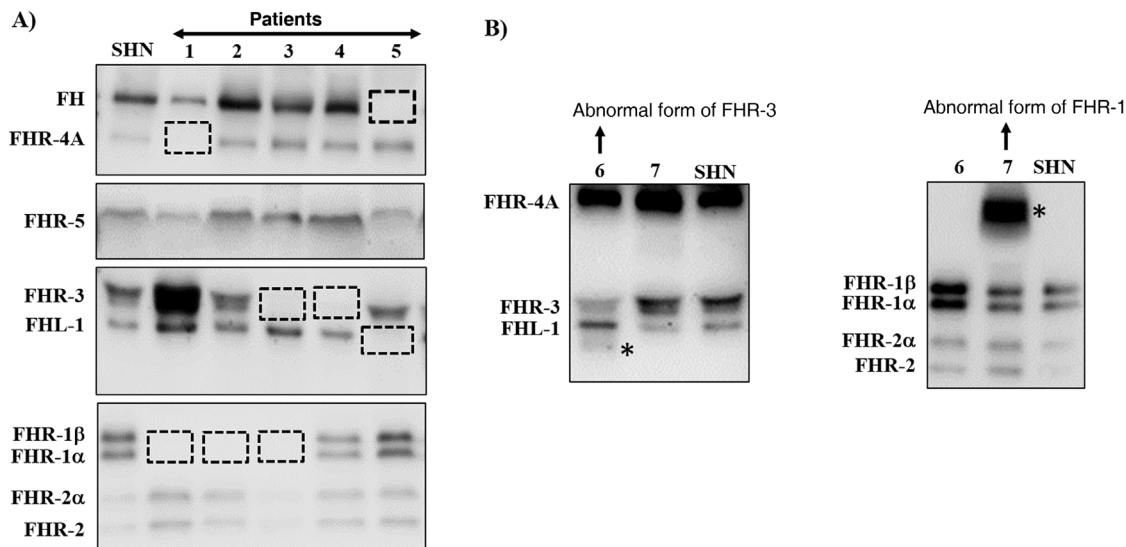 A)
Patients
SHN 1 2 3 4 5
FH
FHR-4A
FHR-5
FHR-3
FHL-1
FHR-1β
FHR-1α
FHR-2α
FHR-2
B)
Abnormal form of FHR-3
6 7 SHN
FHR-4A
FHR-3
FHL-1
*
Abnormal form of FHR-1
6 7 SHN
*
FHR-1β
FHR-1α
FHR-2α
FHR-2